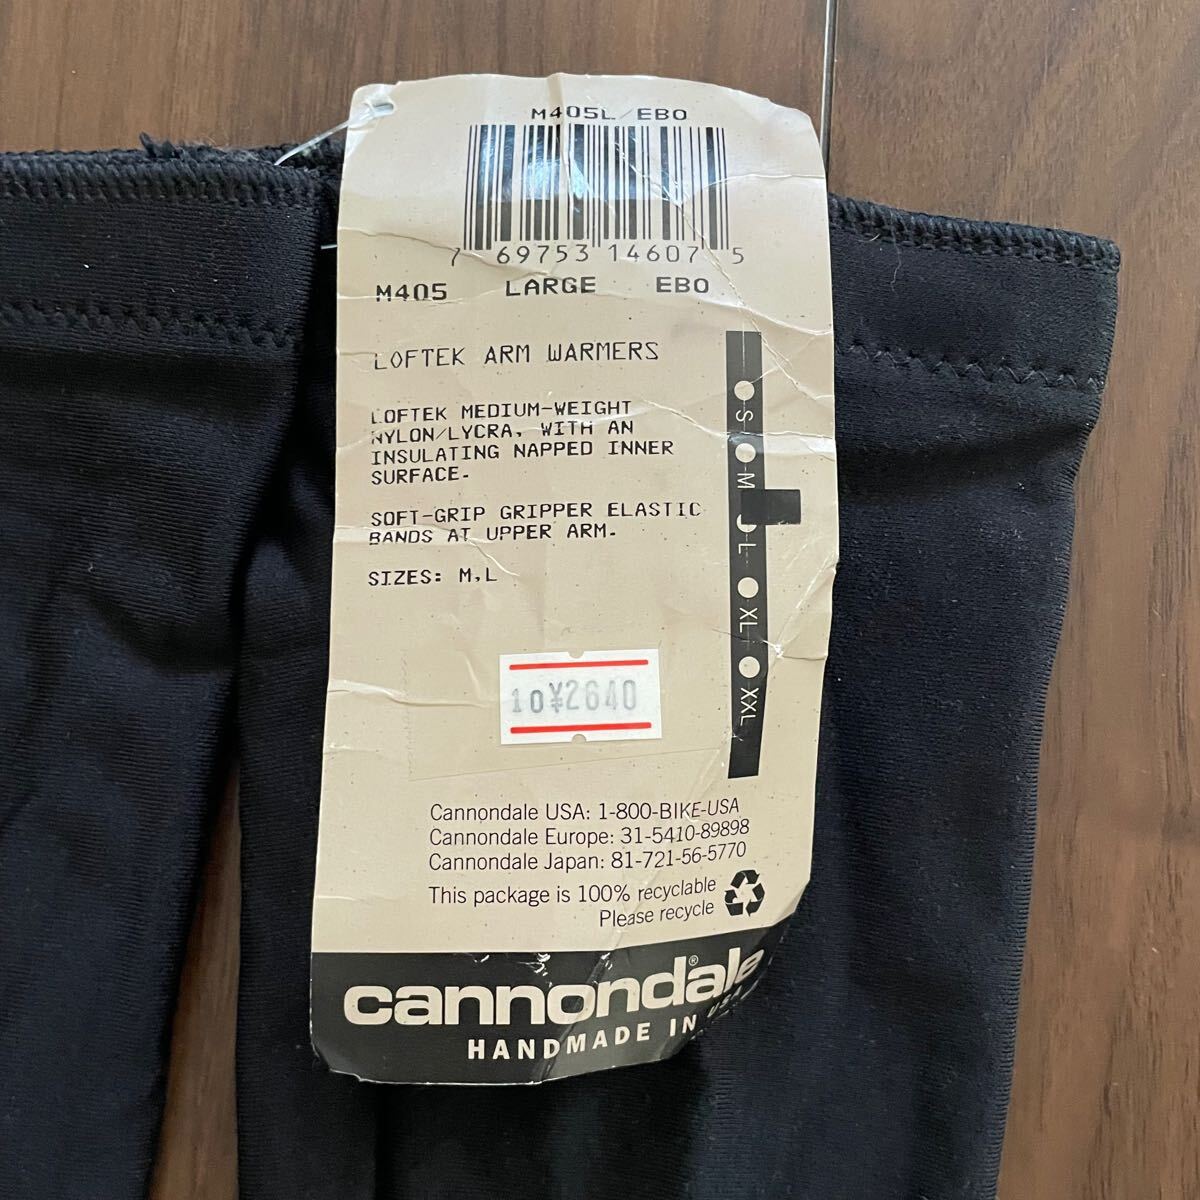 M405L/EBO
7 69753 14607 5
M405 LARGE EBO
LOFTEK ARM WARMERS
LOFTEK MEDIUM-WEIGHT
NYLON/LYCRA, WITH AN
INSULATING NAPPED INNER
SURFACE.
SOFT-GRIP GRIPPER ELASTIC
BANDS AT UPPER ARM.
SIZES: M,L
S
M
L
XL
XXL
10¥2640
Cannondale USA: 1-800-BIKE-USA
Cannondale Europe: 31-5410-89898
Cannondale Japan: 81-721-56-5770
This package is 100% recyclable
Please recycle
cannondale®
HANDMADE IN USA